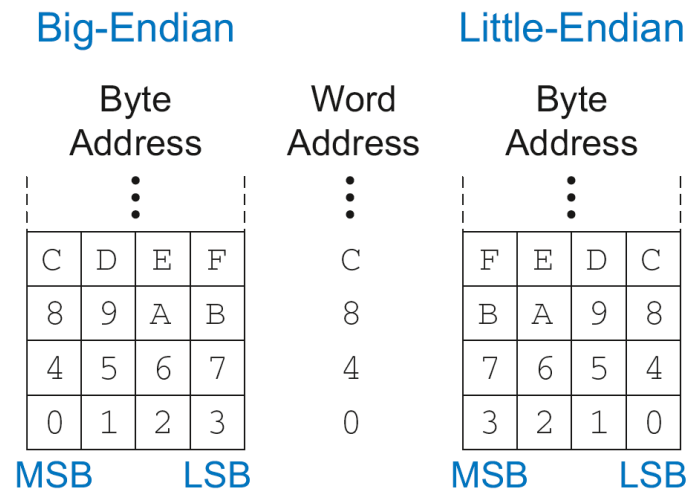 Big-Endian Little-Endian
Byte Address Word Address Byte Address
C D E F C F E D C
8 9 A B 8 B A 9 8
4 5 6 7 4 7 6 5 4
0 1 2 3 0 3 2 1 0
MSB LSB MSB LSB